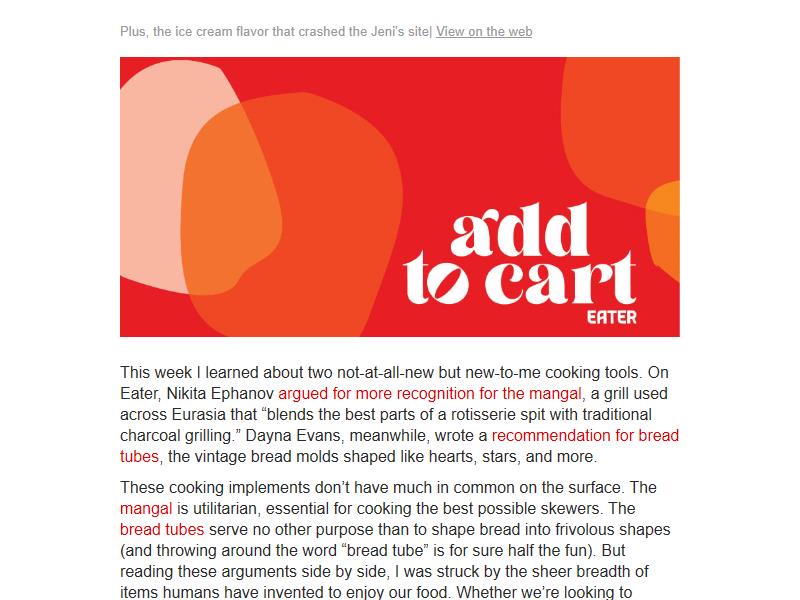 Plus, the ice cream flavor that crashed the Jeni's site| View on the web
add
to cart
EATER
This week I learned about two not-at-all-new but new-to-me cooking tools. On
Eater, Nikita Ephanov argued for more recognition for the mangal, a grill used
across Eurasia that “blends the best parts of a rotisserie spit with traditional
charcoal grilling.” Dayna Evans, meanwhile, wrote a recommendation for bread
tubes, the vintage bread molds shaped like hearts, stars, and more.
These cooking implements don’t have much in common on the surface. The
mangal is utilitarian, essential for cooking the best possible skewers. The
bread tubes serve no other purpose than to shape bread into frivolous shapes
(and throwing around the word “bread tube” is for sure half the fun). But
reading these arguments side by side, I was struck by the sheer breadth of
items humans have invented to enjoy our food. Whether we’re looking to